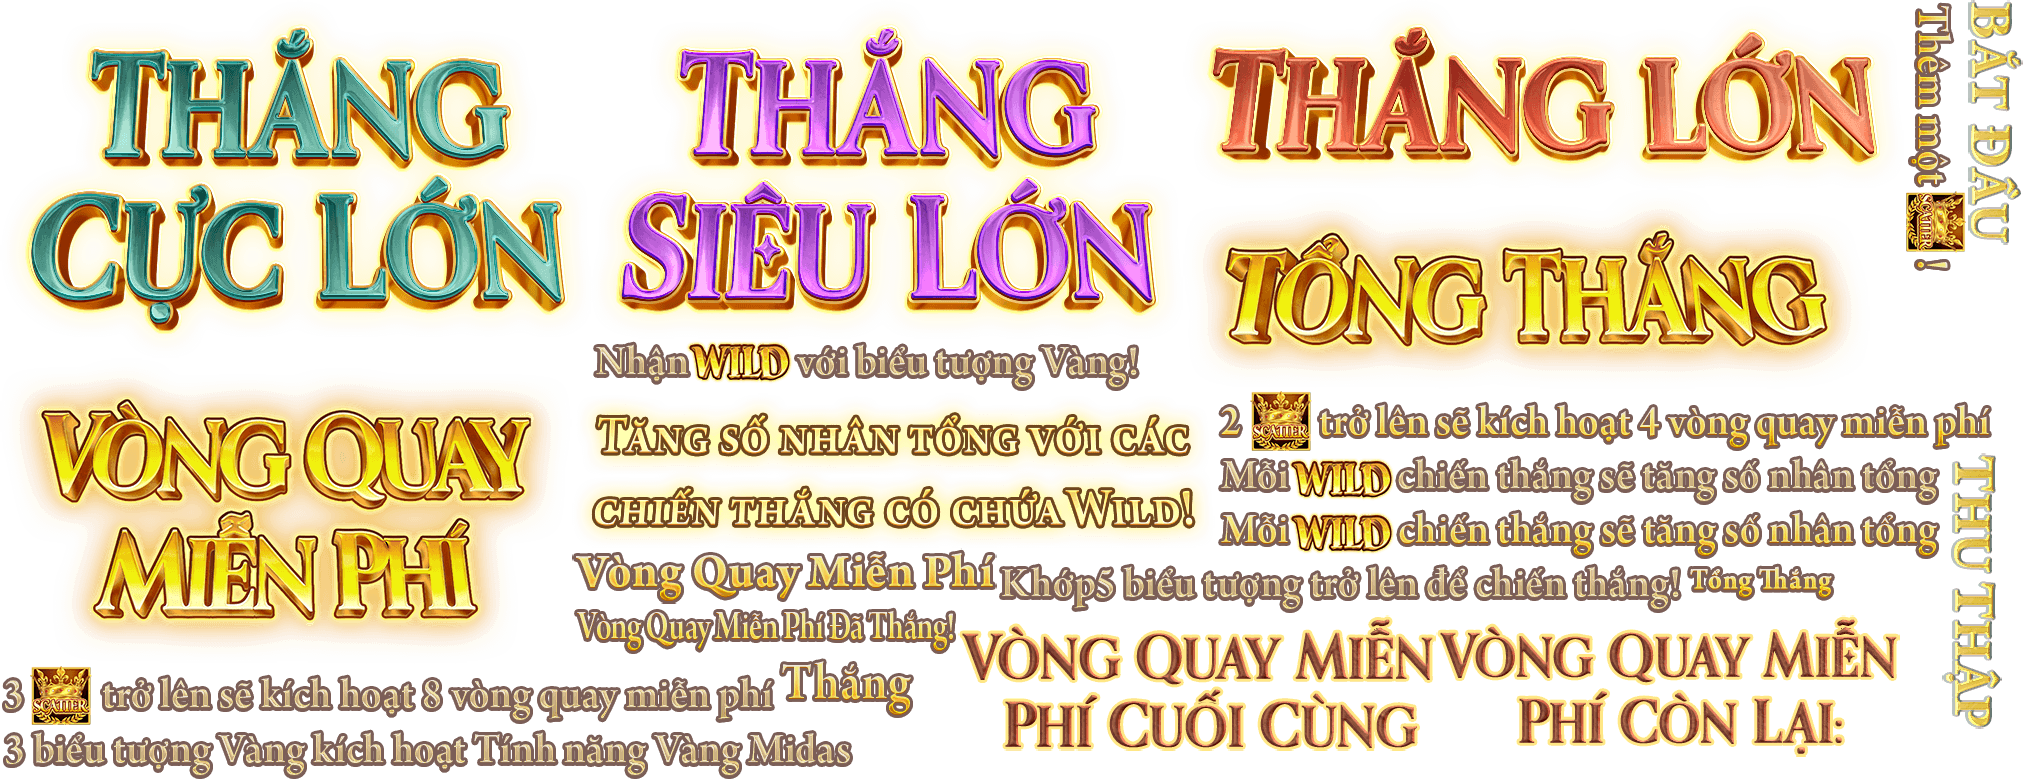 THẮNG
CỰC LỚN
THẮNG
SIÊU LỚN
THẮNG LỚN
TỔNG THẮNG
BẮT ĐẦU
Thêm một SCATTER !
Nhận WILD với biểu tượng Vàng!
TĂNG SỐ NHÂN TỔNG VỚI CÁC
CHIẾN THẮNG CÓ CHỨA WILD!
VÒNG QUAY
MIỄN PHÍ
2 SCATTER trở lên sẽ kích hoạt 4 vòng quay miễn phí
Mỗi WILD chiến thắng sẽ tăng số nhân tổng
Mỗi WILD chiến thắng sẽ tăng số nhân tổng
Vòng Quay Miễn Phí
Khớp5 biểu tượng trở lên để chiến thắng!
Tổng Thắng
Vòng Quay Miễn Phí Đã Thắng!
THU THẬP
VÒNG QUAY MIỄN
PHÍ CUỐI CÙNG
VÒNG QUAY MIỄN
PHÍ CÒN LẠI:
3 SCATTER trở lên sẽ kích hoạt 8 vòng quay miễn phí
Thắng
3 biểu tượng Vàng kích hoạt Tính năng Vàng Midas